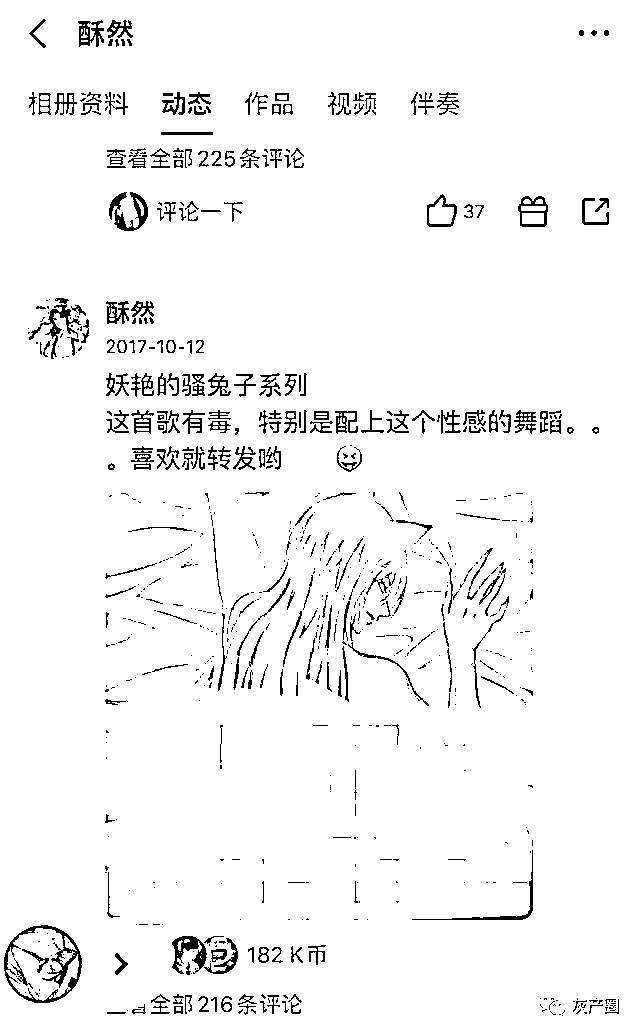 酥然
相册资料 动态 作品 视频 伴奏
查看全部225条评论
评论一下 37
酥然
2017-10-12
妖艳的骚兔子系列
这首歌有毒，特别是配上这个性感的舞蹈。。
。喜欢就转发哟
182 K币
看全部216条评论
灰产圈